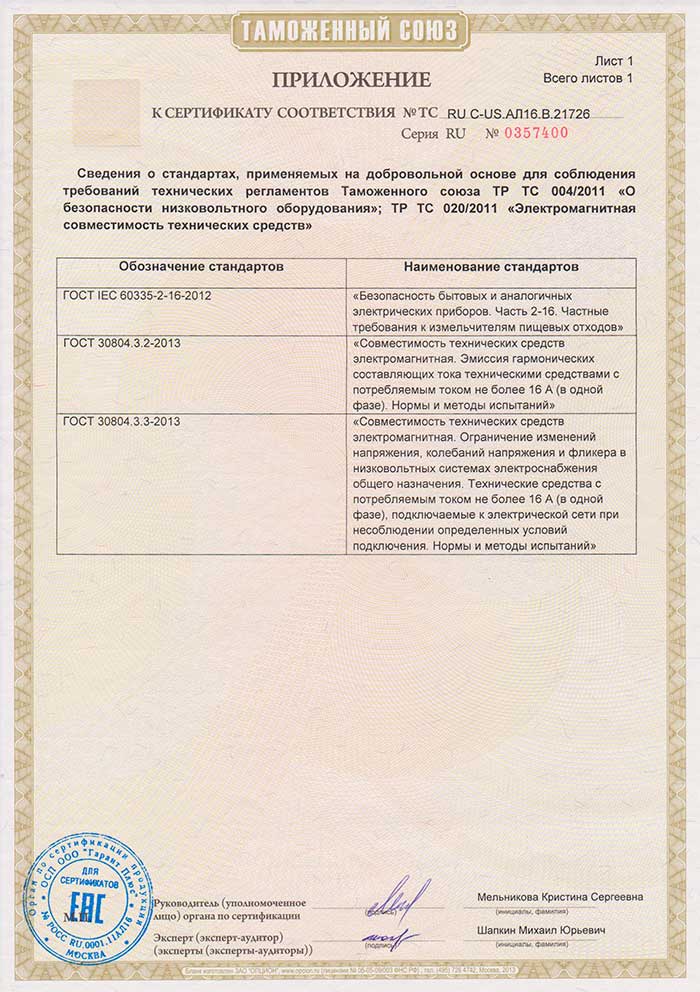 ТАМОЖЕННЫЙ СОЮЗ
Лист 1
ПРИЛОЖЕНИЕ
Всего листов 1
К СЕРТИФИКАТУ СООТВЕТСТВИЯ № ТС RU C-US.АЛ16.В.21726
Серия RU № 0357400
Сведения о стандартах, применяемых на добровольной основе для соблюдения
требований технических регламентов Таможенного союза ТР ТС 004/2011 «О
безопасности низковольтного оборудования»; ТР ТС 020/2011 «Электромагнитная
совместимость технических средств»
Обозначение стандартов
Наименование стандартов
ГОСТ IEC 60335-2-16-2012
«Безопасность бытовых и аналогичных
электрических приборов. Часть 2-16. Частные
требования к измельчителям пищевых отходов»
ГОСТ 30804.3.2-2013
«Совместимость технических средств
электромагнитная. Эмиссия гармонических
составляющих тока техническими средствами с
потребляемым током не более 16 А (в одной
фазе). Нормы и методы испытаний»
ГОСТ 30804.3.3-2013
«Совместимость технических средств
электромагнитная. Ограничение изменений
напряжения, колебаний напряжения и фликера в
низковольтных системах электроснабжения
общего назначения. Технические средства с
потребляемым током не более 16 А (в одной
фазе), подключаемые к электрической сети при
несоблюдении определенных условий
подключения. Нормы и методы испытаний»
Орган по сертификации продукции
ОСП ООО "Гарант Плюс"
ДЛЯ
СЕРТИФИКАТОВ
ЕАС
М.П.
№ РОСС RU.0001.11АЛ16
МОСКВА
Руководитель (уполномоченное
лицо) органа по сертификации
(подпись)
Мельникова Кристина Сергеевна
(инициалы, фамилия)
Эксперт (эксперт-аудитор)
(эксперты (эксперты-аудиторы))
(подпись)
Шапкин Михаил Юрьевич
(инициалы, фамилия)
Бланк изготовлен ЗАО "ОПЦИОН", www.opcion.ru (лицензия № 05-05-09/003 ФНС РФ), тел. (495) 726 4742, Москва, 2013